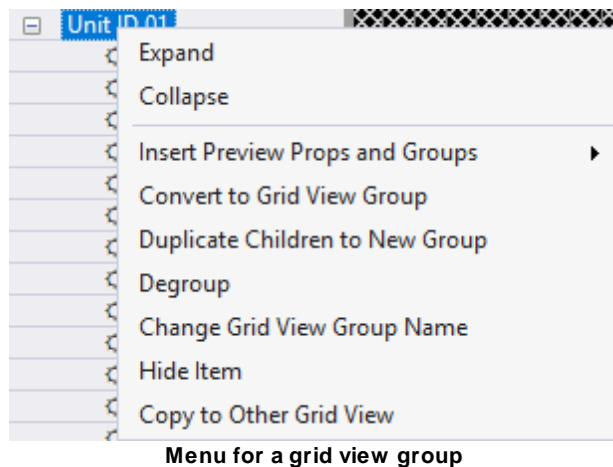 Unit ID 01
Expand
Collapse
Insert Preview Props and Groups
Convert to Grid View Group
Duplicate Children to New Group
Degroup
Change Grid View Group Name
Hide Item
Copy to Other Grid View
Menu for a grid view group